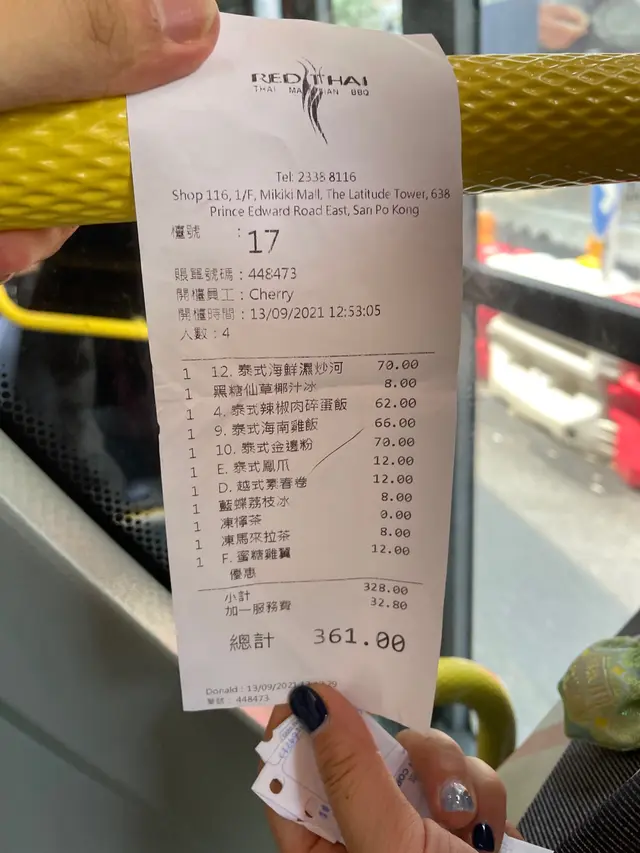 RED THAI
THAI BBQ
Tel: 2338 8116
Shop 116, 1/F, Mikiki Mall, The Latitude Tower, 638
Prince Edward Road East, San Po Kong
檯號 : 17
賬單號碼 : 448473
開檯員工 : Cherry
開檯時間 : 13/09/2021 12:53:05
人數 : 4
1 12. 泰式海鮮濕炒河 70.00
1 黑糖仙草椰汁冰 8.00
1 4. 泰式辣椒肉碎蛋飯 62.00
1 9. 泰式海南雞飯 66.00
1 10. 泰式金邊粉 70.00
1 E. 泰式鳳爪 12.00
1 D. 越式素春卷 12.00
1 藍蝶荔枝冰 8.00
1 凍檸茶 0.00
1 凍馬來拉茶 8.00
1 F. 蜜糖雞翼 12.00
優惠
小計 328.00
加一服務費 32.80
總計 361.00
Donald : 13/09/2021
單號 : 448473